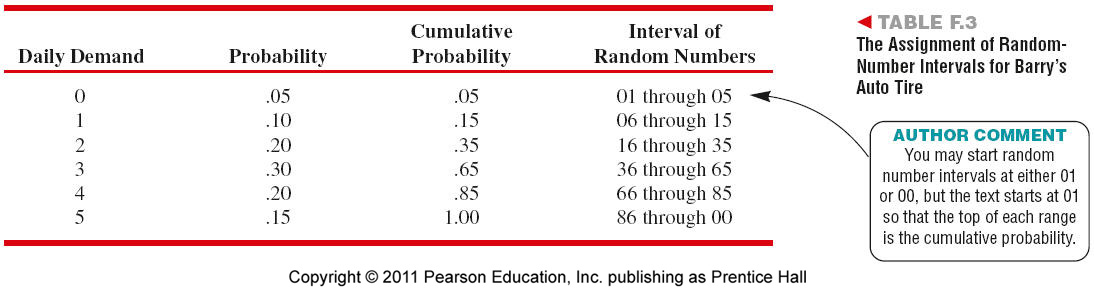 Daily Demand Probability Cumulative Probability Interval of Random Numbers
0 .05 .05 01 through 05
1 .10 .15 06 through 15
2 .20 .35 16 through 35
3 .30 .65 36 through 65
4 .20 .85 66 through 85
5 .15 1.00 86 through 00
◄ TABLE F.3
The Assignment of Random-
Number Intervals for Barry's
Auto Tire
AUTHOR COMMENT
You may start random
number intervals at either 01
or 00, but the text starts at 01
so that the top of each range
is the cumulative probability.
Copyright © 2011 Pearson Education, Inc. publishing as Prentice Hall